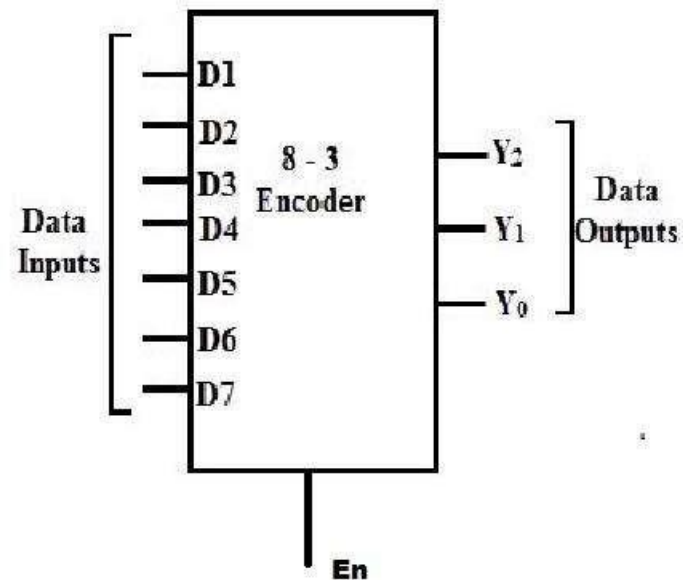 Data
Inputs
D1
D2
D3
D4
D5
D6
D7
8 - 3
Encoder
Y2
Y1
Y0
Data
Outputs
En